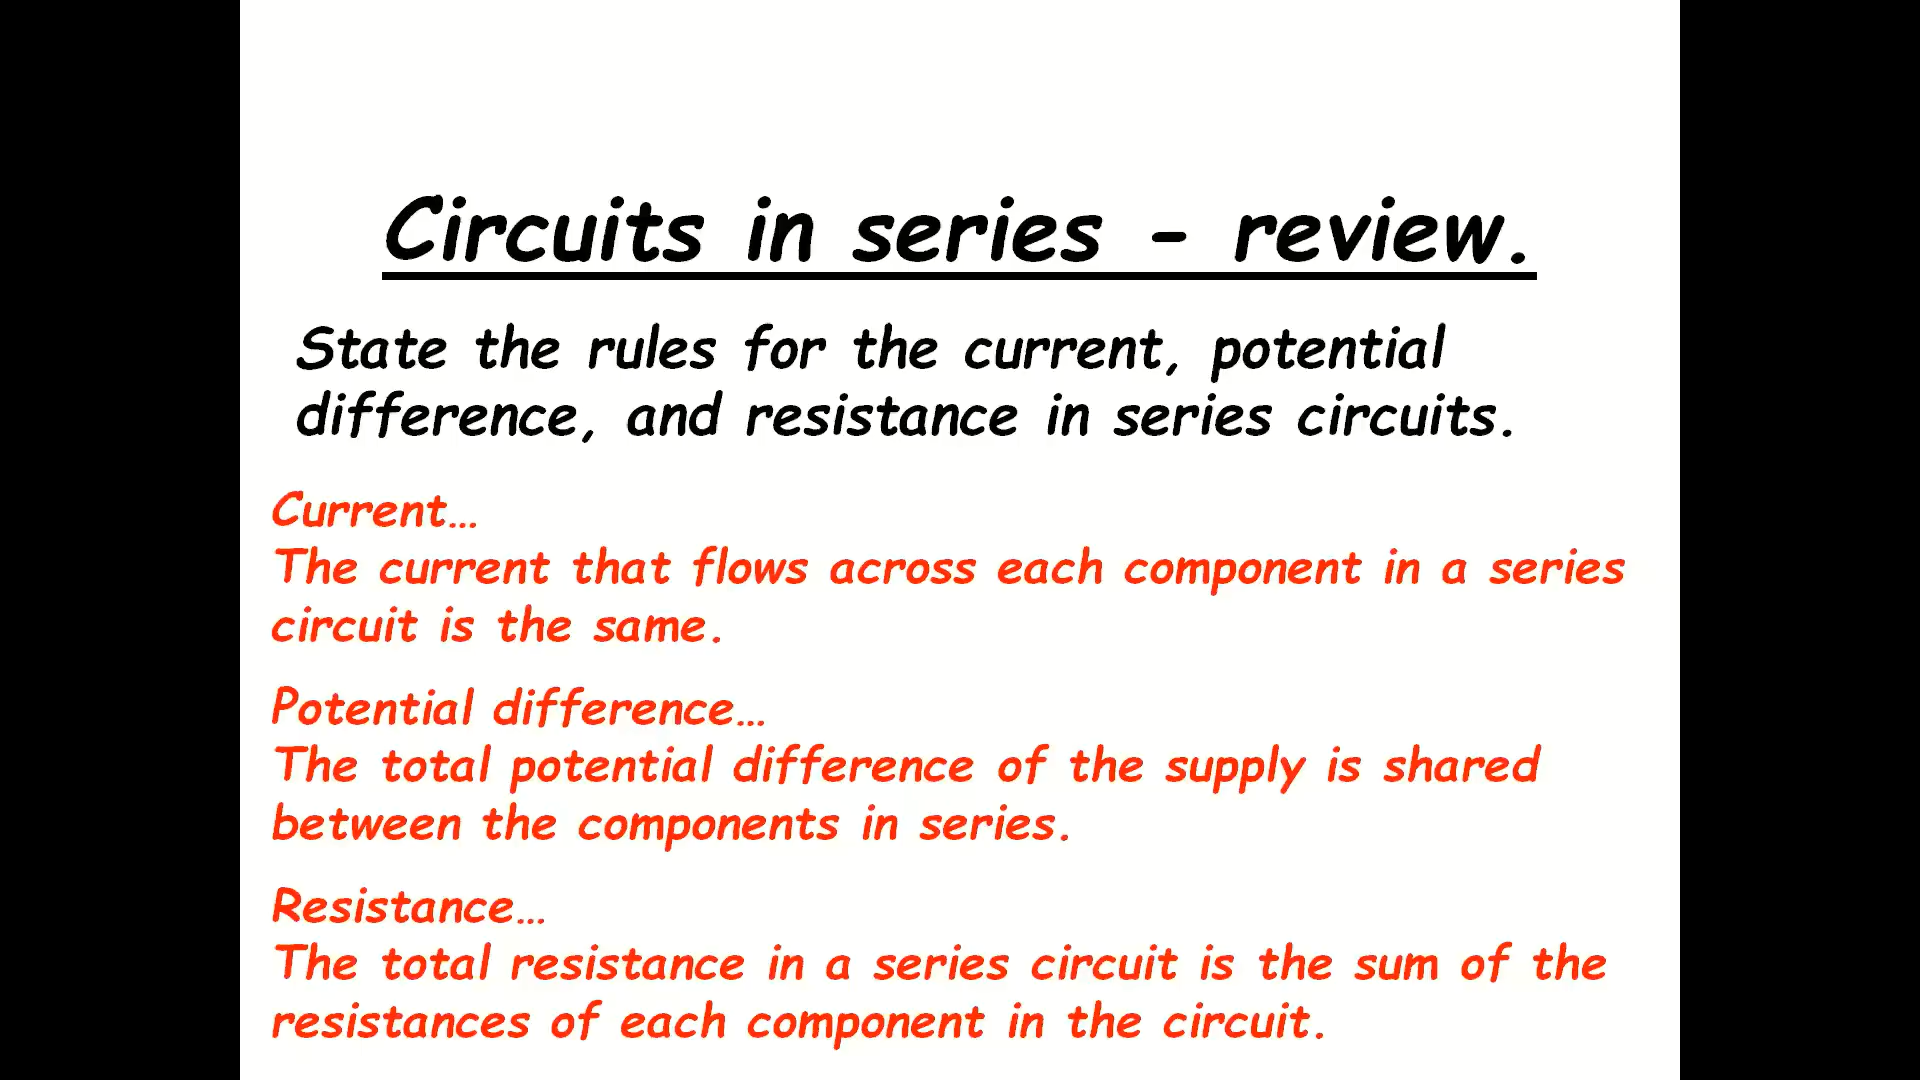 Circuits in series - review.
State the rules for the current, potential
difference, and resistance in series circuits.
Current…
The current that flows across each component in a series
circuit is the same.
Potential difference…
The total potential difference of the supply is shared
between the components in series.
Resistance…
The total resistance in a series circuit is the sum of the
resistances of each component in the circuit.